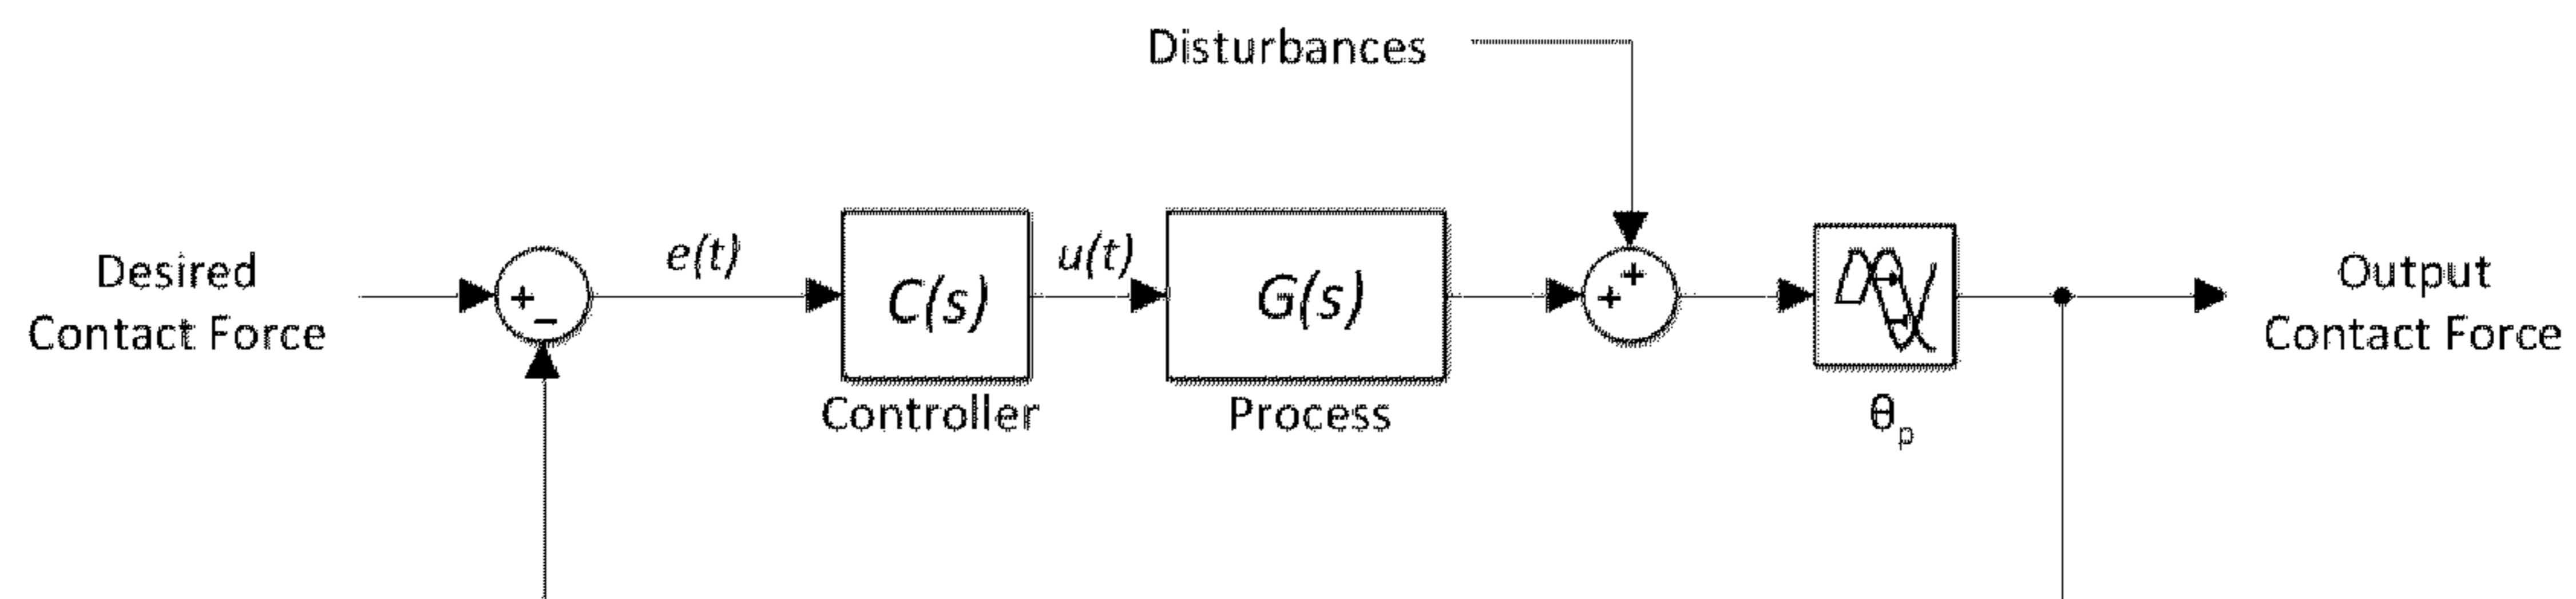 Disturbances
Desired
Contact Force
+
−
e(t)
C(s)
Controller
u(t)
G(s)
Process
+
+
θp
Output
Contact Force